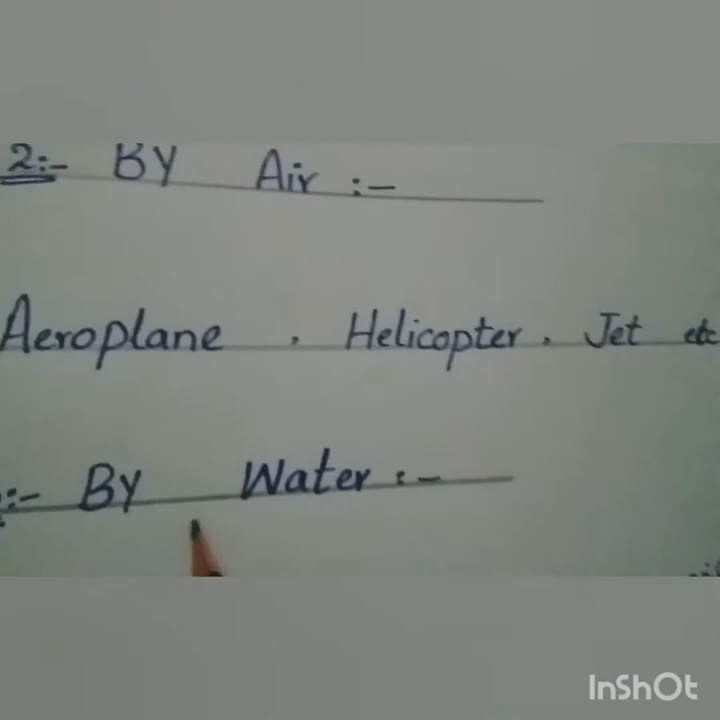 2:- BY Air :-
Aeroplane , Helicopter , Jet etc
:- BY Water :-
InShOt